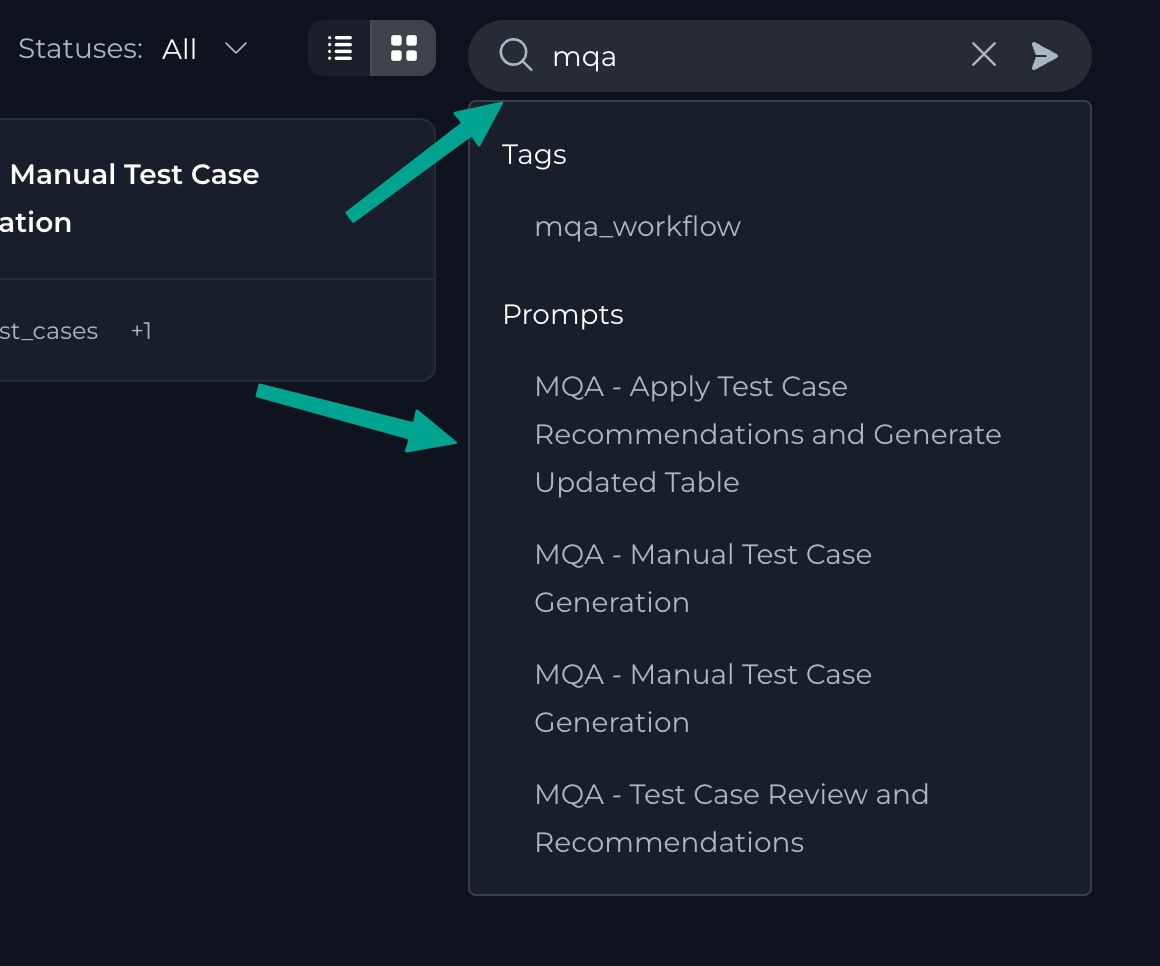 Statuses: All
mqa
Manual Test Case
ation
st_cases +1
Tags
mqa_workflow
Prompts
MQA - Apply Test Case
Recommendations and Generate
Updated Table
MQA - Manual Test Case
Generation
MQA - Manual Test Case
Generation
MQA - Test Case Review and
Recommendations